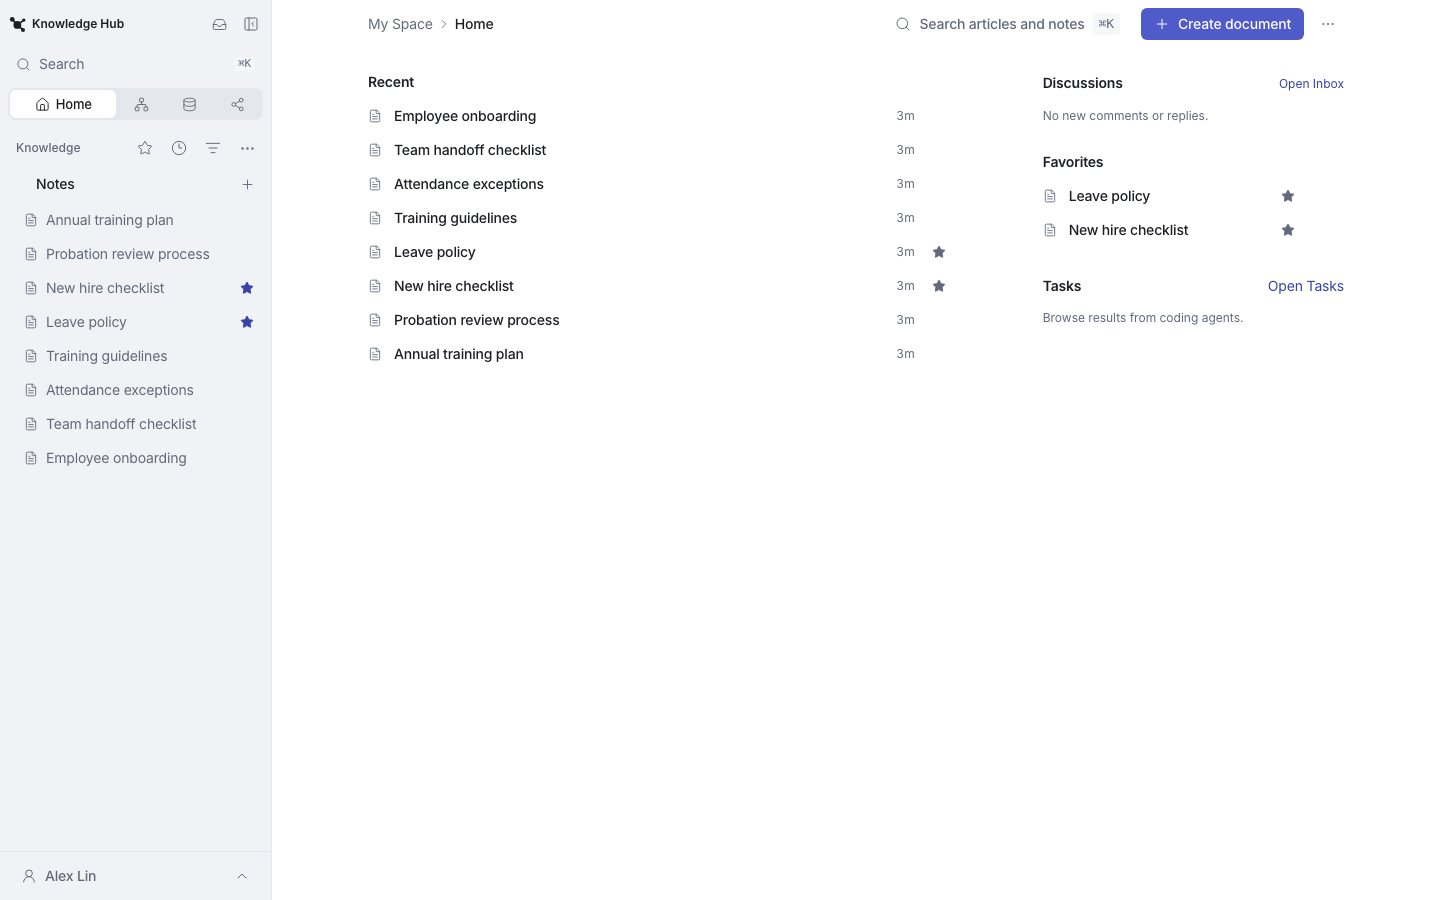 Knowledge Hub
Search ⌘K
Home
Knowledge
Notes
Annual training plan
Probation review process
New hire checklist
Leave policy
Training guidelines
Attendance exceptions
Team handoff checklist
Employee onboarding
Alex Lin
My Space > Home
Search articles and notes ⌘K
Create document
Recent
Employee onboarding 3m
Team handoff checklist 3m
Attendance exceptions 3m
Training guidelines 3m
Leave policy 3m
New hire checklist 3m
Probation review process 3m
Annual training plan 3m
Discussions Open Inbox
No new comments or replies.
Favorites
Leave policy
New hire checklist
Tasks Open Tasks
Browse results from coding agents.